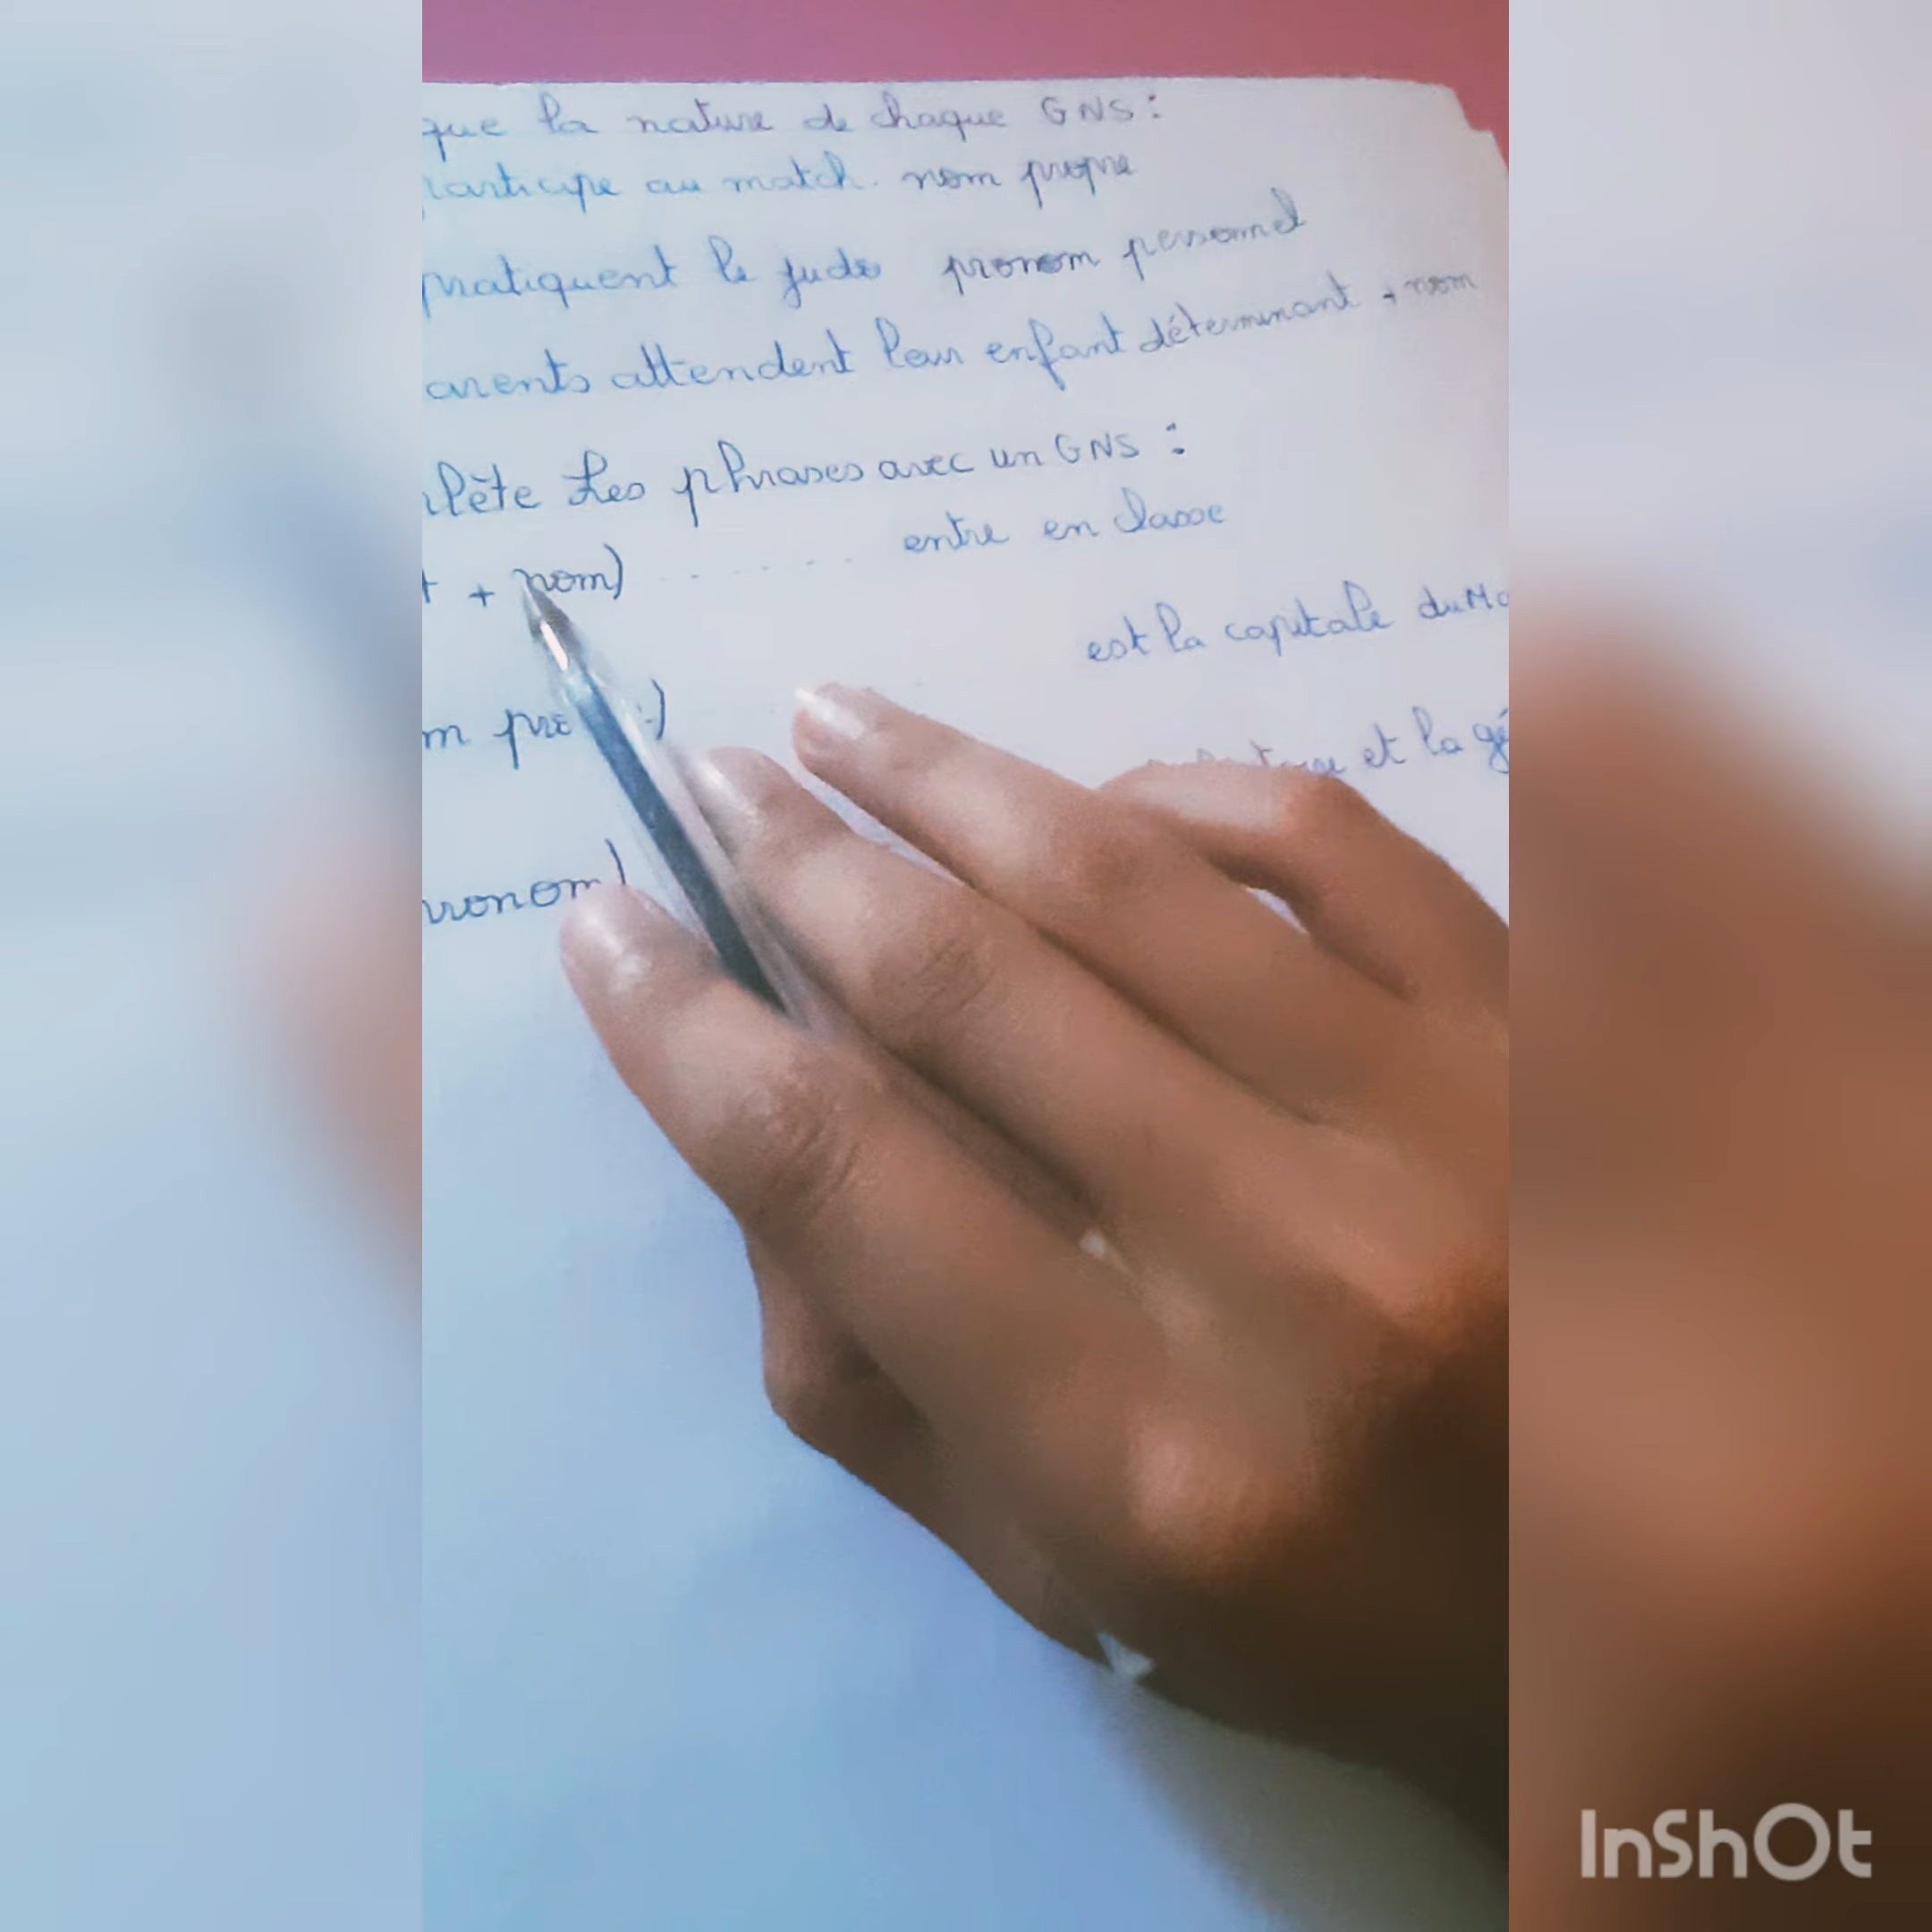 que la nature de chaque GNS :
participe au match. nom propre
pratiquent le judo pronom personnel
arents attendent leur enfant déterminant + nom
lète les phrases avec un GNS :
t + nom) ........ entre en classe
est la capitale du Ma
m pr
et la gé
ronom)
InShOt